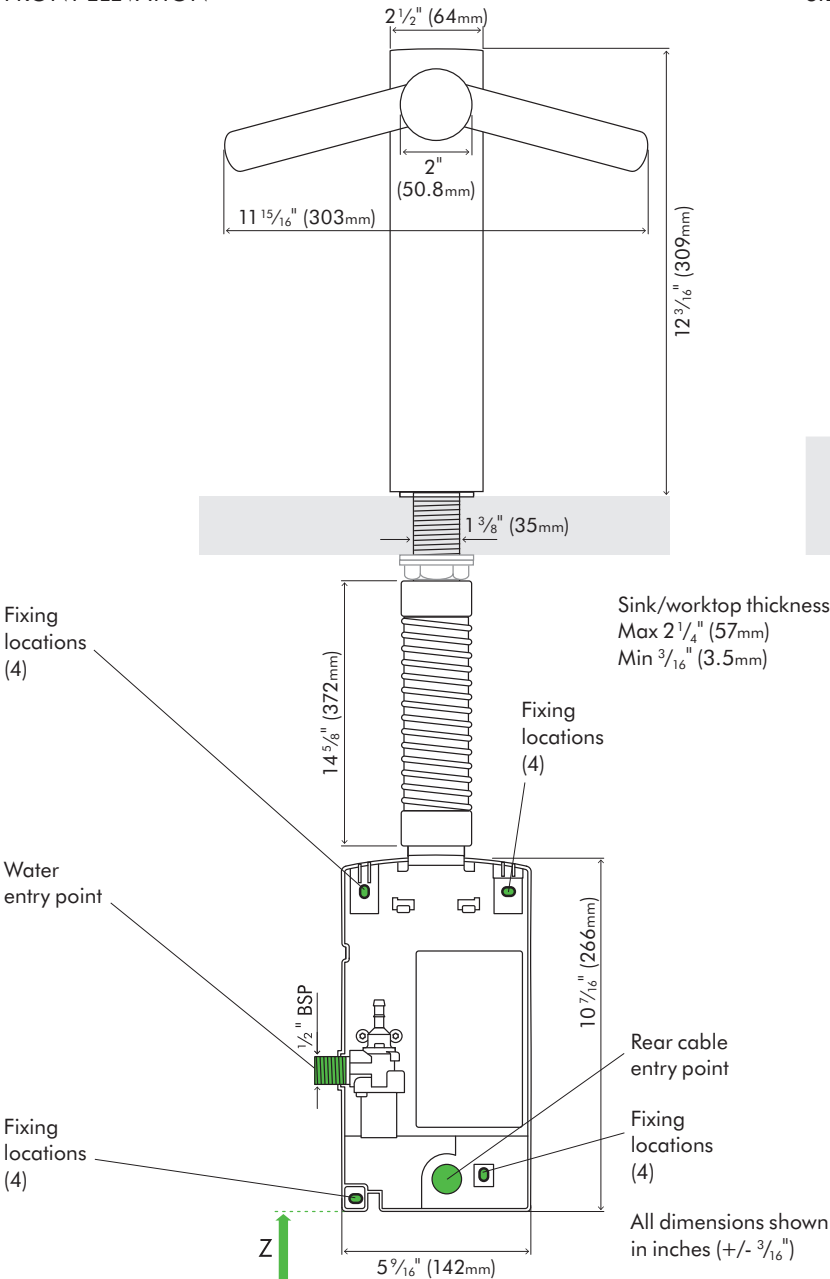 2 1/2" (64mm)
2"
(50.8mm)
11 15/16" (303mm)
12 3/16" (309mm)
1 3/8" (35mm)
Fixing
locations
(4)
Sink/worktop thickness
Max 2 1/4" (57mm)
Min 3/16" (3.5mm)
14 5/8" (372mm)
Fixing
locations
(4)
Water
entry point
10 7/16" (266mm)
1/2" BSP
Rear cable
entry point
Fixing
locations
(4)
Fixing
locations
(4)
Z
5 9/16" (142mm)
All dimensions shown
in inches (+/- 3/16")